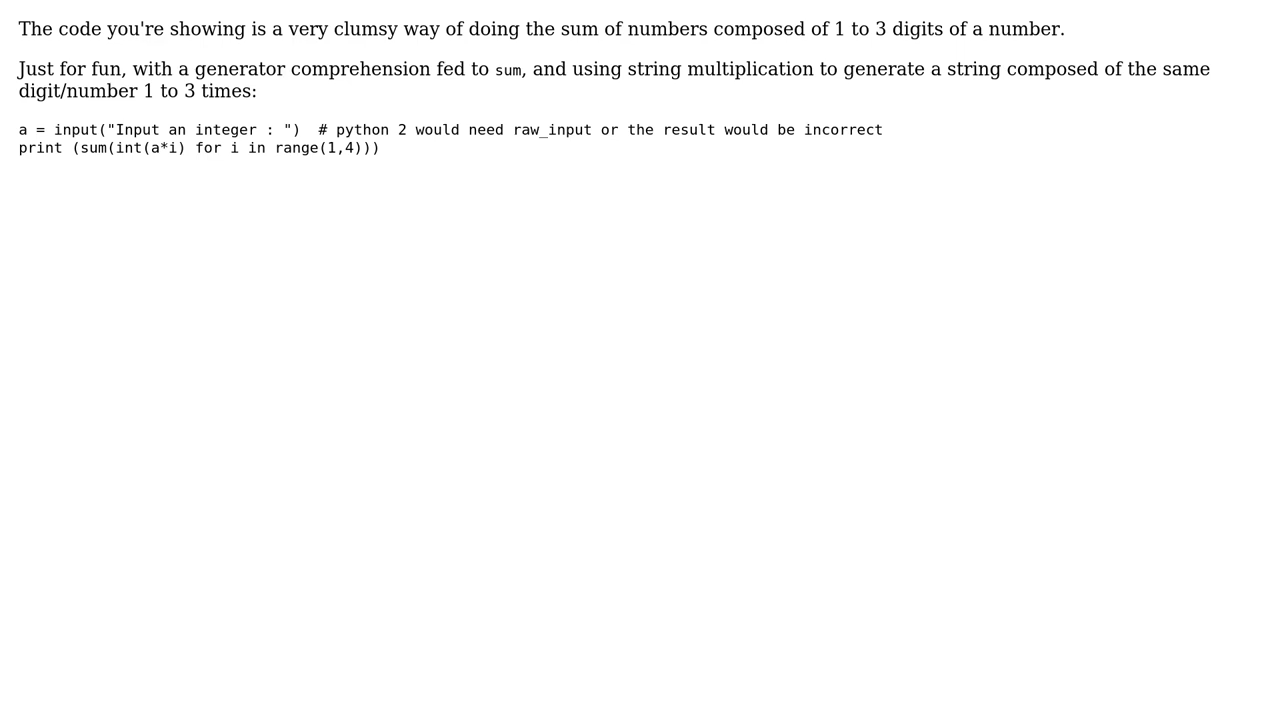 The code you're showing is a very clumsy way of doing the sum of numbers composed of 1 to 3 digits of a number.
Just for fun, with a generator comprehension fed to sum, and using string multiplication to generate a string composed of the same
digit/number 1 to 3 times:
a = input("Input an integer : ")  # python 2 would need raw_input or the result would be incorrect
print (sum(int(a*i) for i in range(1,4)))